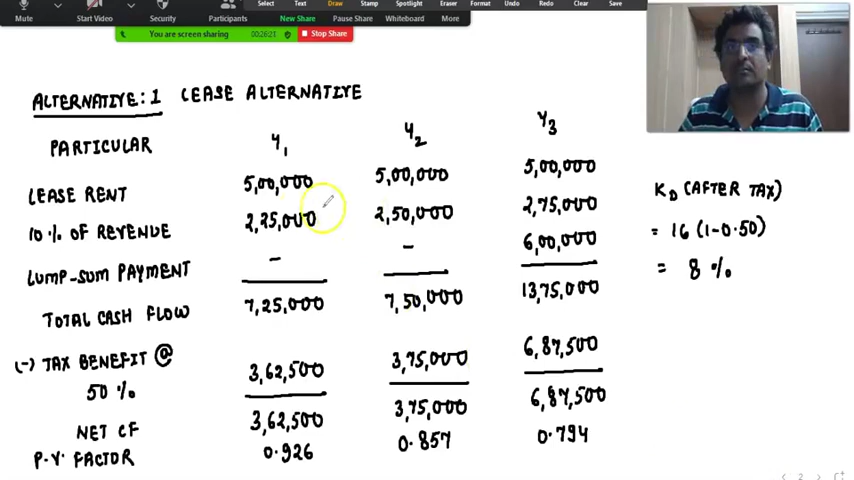 Mute Start Video Security Participants New Share Pause Share Whiteboard More
Select Text Draw Stamp Spotlight Eraser Format Undo Redo Clear Save
You are screen sharing 00:26:21 Stop Share
ALTERNATIVE: 1 LEASE ALTERNATIVE
PARTICULAR Y1 Y2 Y3
LEASE RENT 5,00,000 5,00,000 5,00,000
10% OF REVENUE 2,25,000 2,50,000 2,75,000
LUMP-SUM PAYMENT - - 6,00,000
TOTAL CASH FLOW 7,25,000 7,50,000 13,75,000
(-) TAX BENEFIT @ 3,62,500 3,75,000 6,87,500
50 %
NET CF 3,62,500 3,75,000 6,87,500
P.V. FACTOR 0.926 0.857 0.794
KD (AFTER TAX)
= 16 (1-0.50)
= 8 %
2